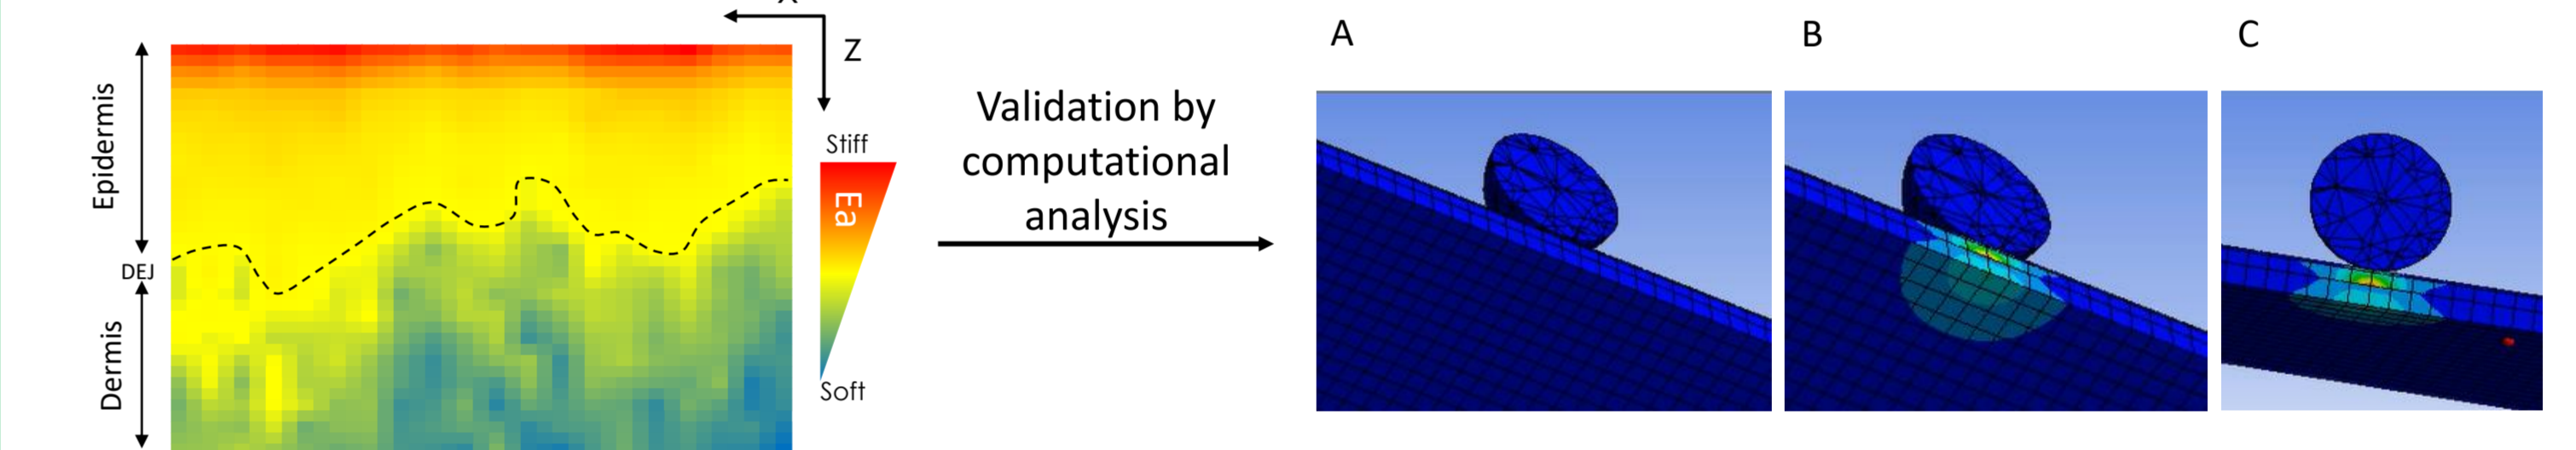 Epidermis
DEJ
Dermis
Z
Stiff
Ea
Soft
Validation by
computational
analysis
A
B
C